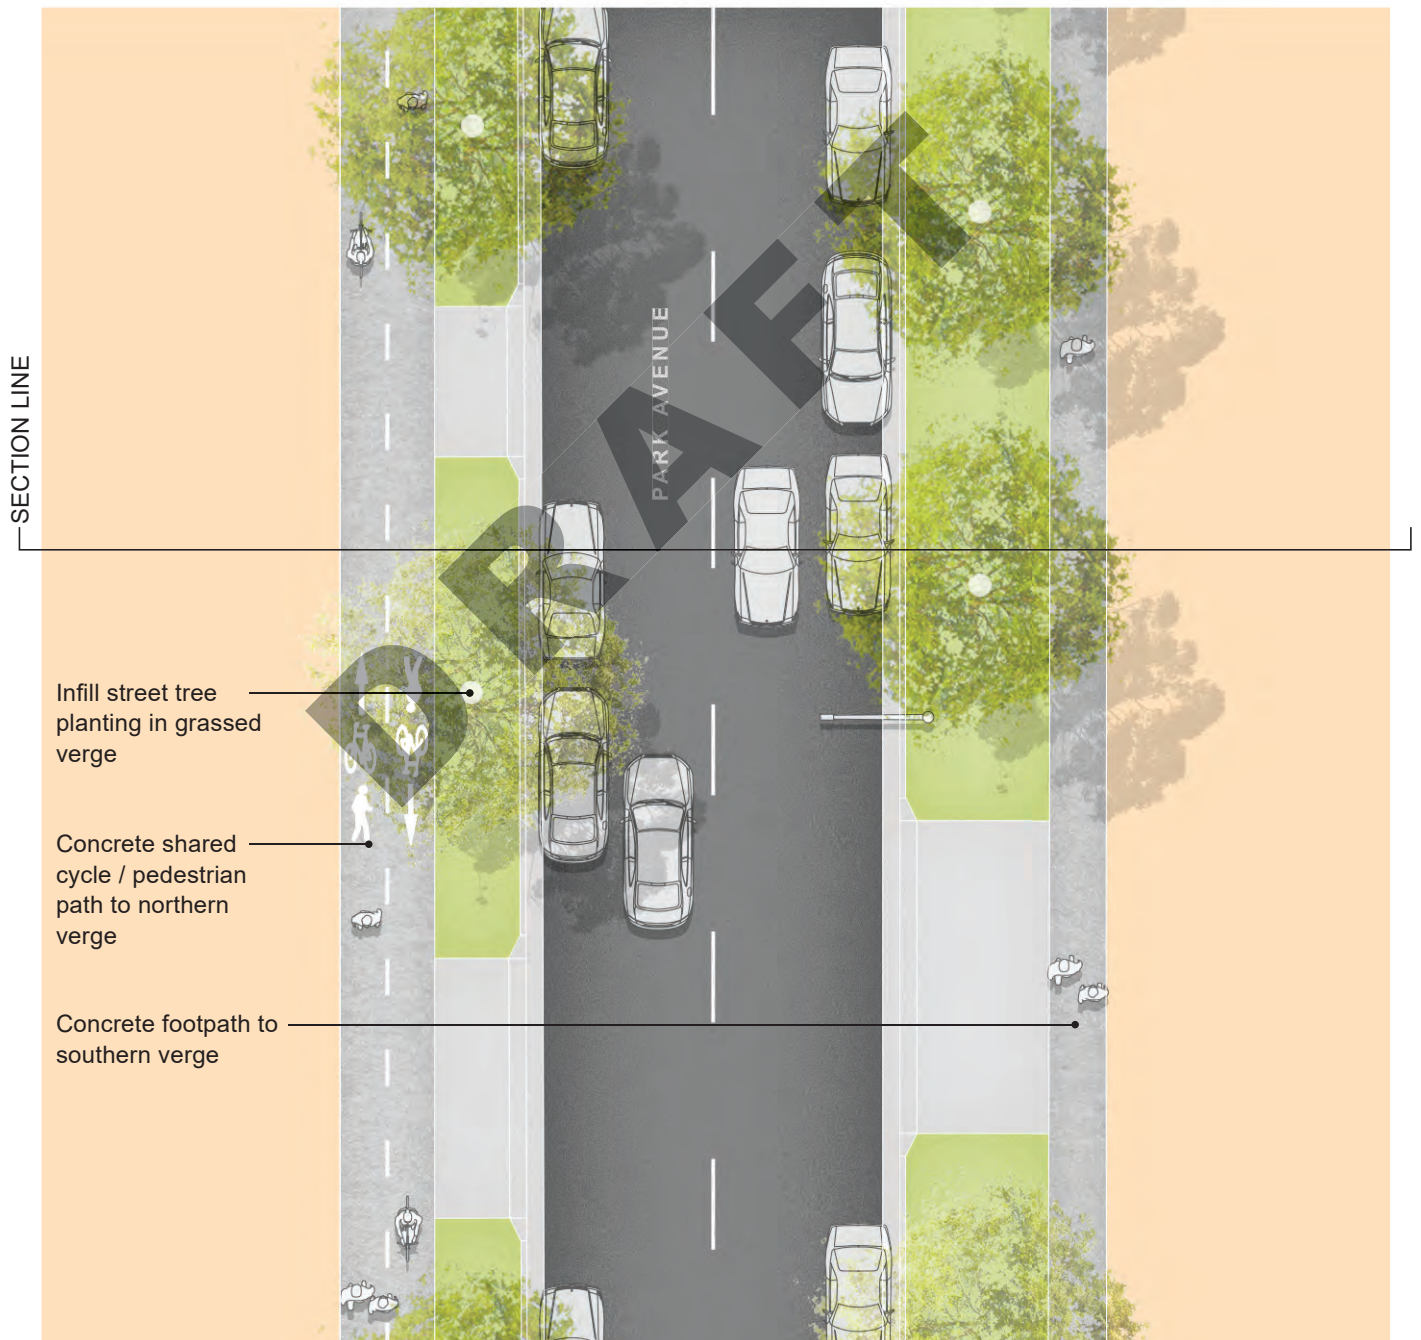 SECTION LINE
PARK AVENUE
DRAFT
Infill street tree
planting in grassed
verge
Concrete shared
cycle / pedestrian
path to northern
verge
Concrete footpath to
southern verge